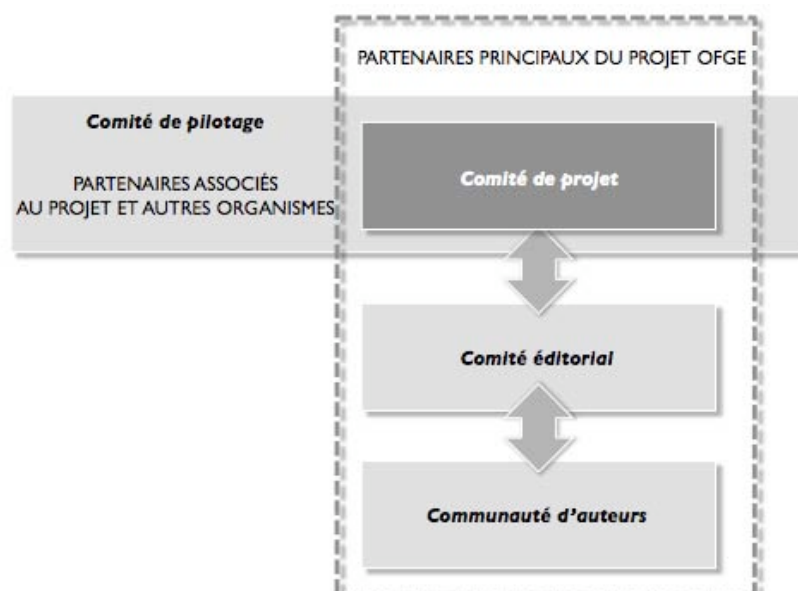 PARTENAIRES PRINCIPAUX DU PROJET OFGE
Comité de pilotage
PARTENAIRES ASSOCIÉS
AU PROJET ET AUTRES ORGANISMES
Comité de projet
Comité éditorial
Communauté d'auteurs